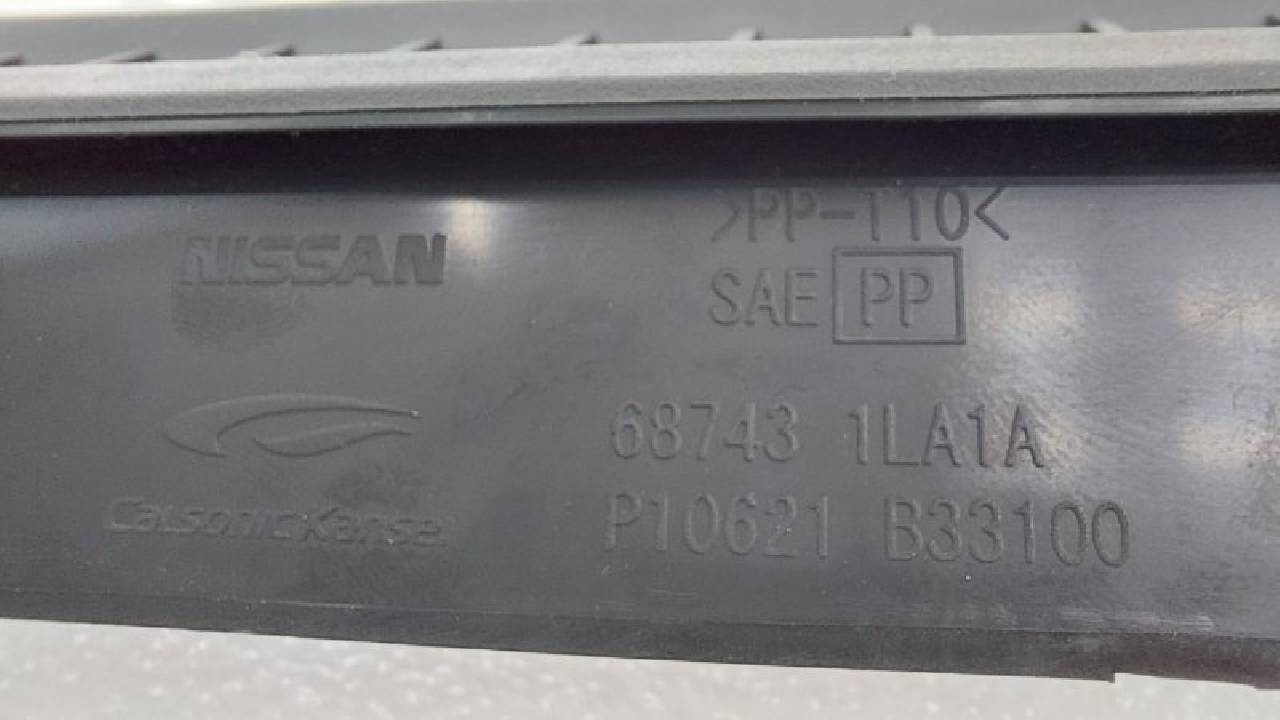 NISSAN
>PP-T10<
SAE PP
68743 1LA1A
CalsonicKansei
P10621 B33100